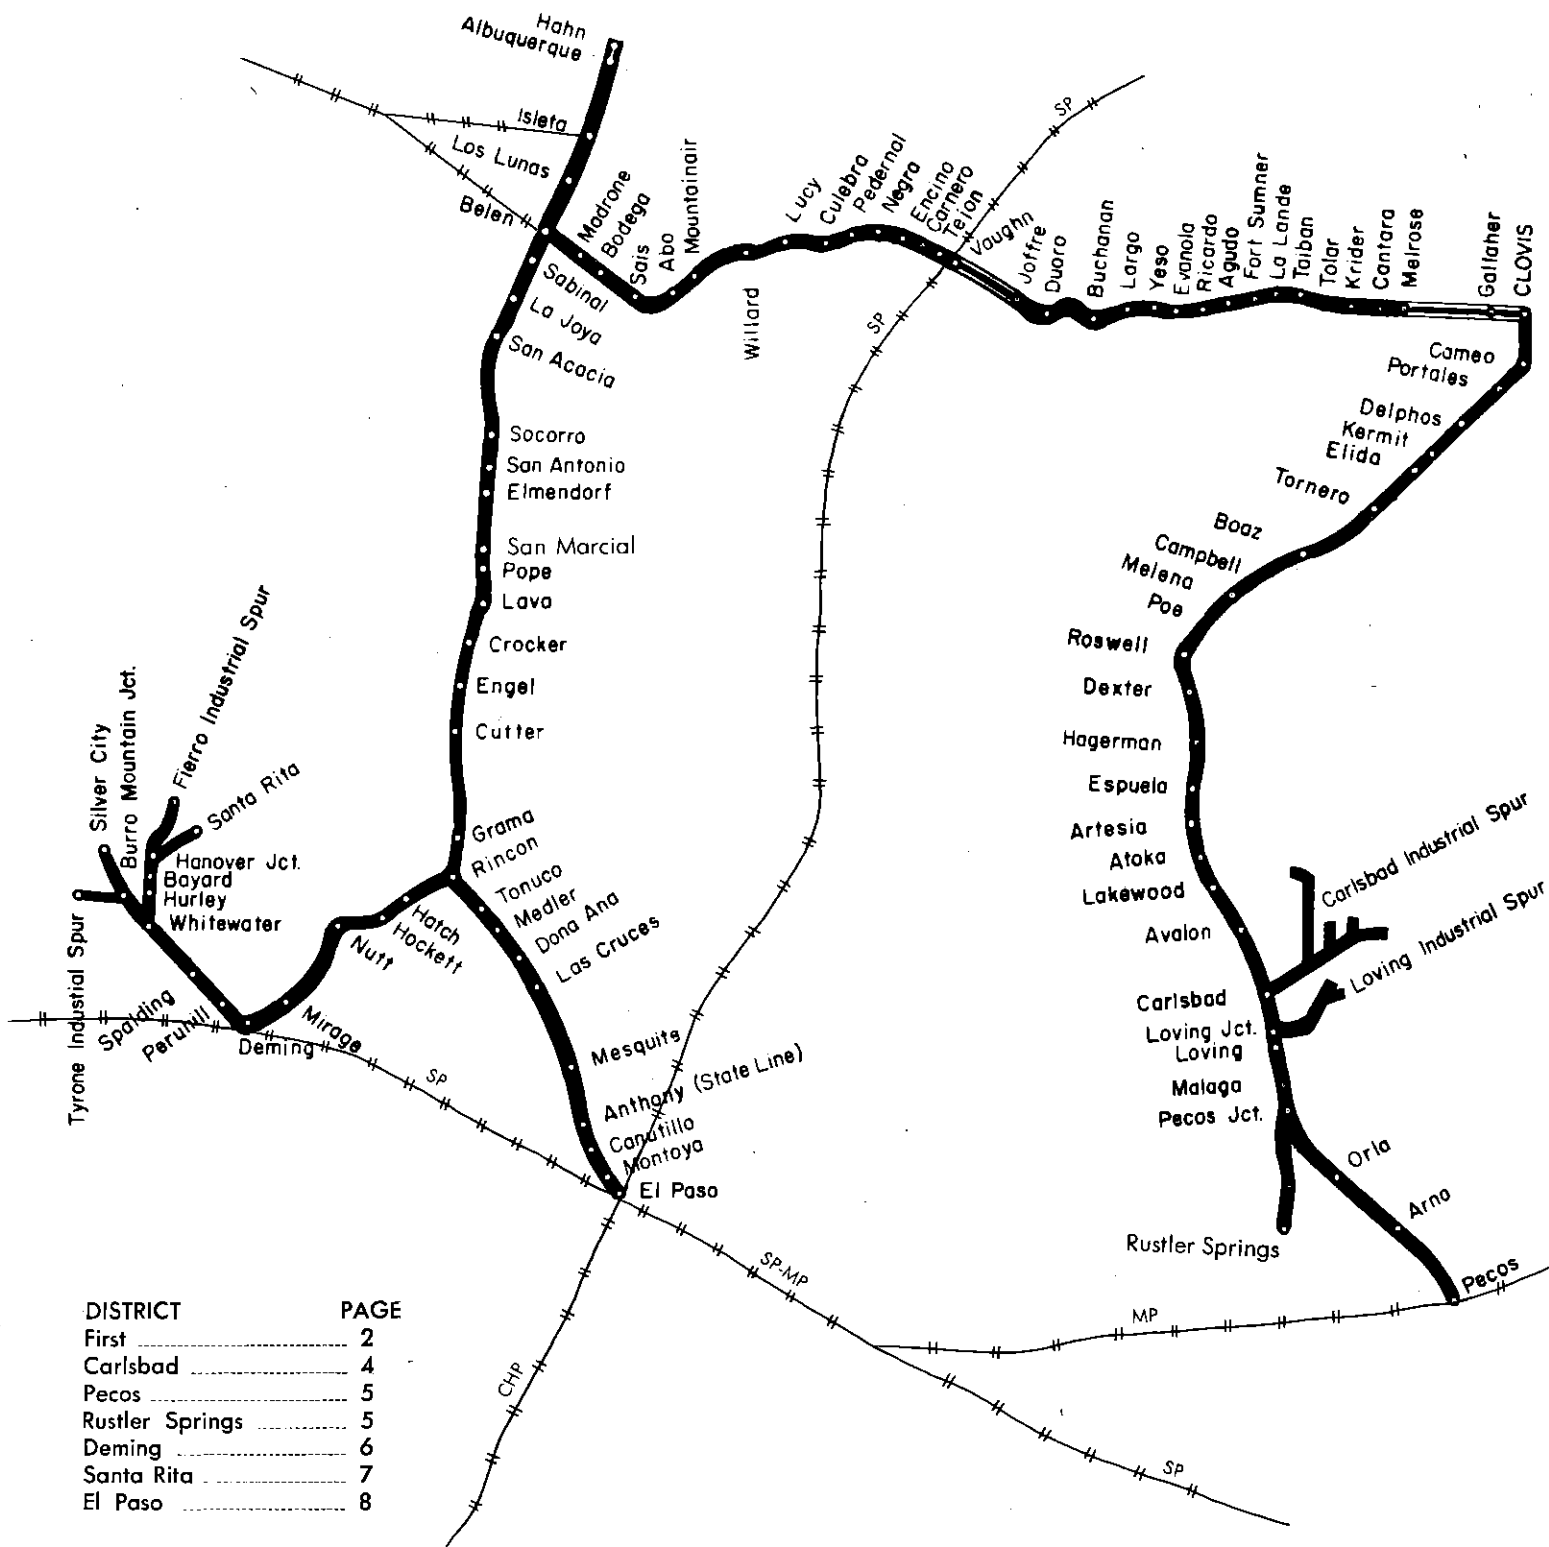 Hahn
Albuquerque
Isleta
Los Lunas
Belen
Madrone
Bodega
Sais
Abo
Mountainair
Willard
Lucy
Culebra
Pedernal
Negra
Encino
Carnero
Tejon
Vaughn
SP
SP
Joffre
Duoro
Buchanan
Largo
Yeso
Evanola
Ricardo
Agudo
Fort Sumner
La Lande
Taiban
Tolar
Krider
Cantara
Melrose
Gallaher
CLOVIS
Sabinal
La Joya
San Acacia
Socorro
San Antonio
Elmendorf
San Marcial
Pope
Lava
Crocker
Engel
Cutter
Grama
Rincon
Tonuco
Medler
Dona Ana
Las Cruces
Mesquite
Anthony (State Line)
Canutillo
Montoya
El Paso
Hatch
Hockett
Nutt
Mirage
Deming
Peruhill
Spalding
Whitewater
Hurley
Bayard
Hanover Jct.
Santa Rita
Fierro Industrial Spur
Burro Mountain Jct.
Silver City
Tyrone Industrial Spur
SP
Cameo
Portales
Delphos
Kermit
Elida
Tornero
Boaz
Campbell
Melena
Poe
Roswell
Dexter
Hagerman
Espuela
Artesia
Atoka
Lakewood
Avalon
Carlsbad
Carlsbad Industrial Spur
Loving Industrial Spur
Loving Jct.
Loving
Malaga
Pecos Jct.
Orla
Arno
Pecos
Rustler Springs
SP-MP
MP
CHP
SP
DISTRICT PAGE
First 2
Carlsbad 4
Pecos 5
Rustler Springs 5
Deming 6
Santa Rita 7
El Paso 8